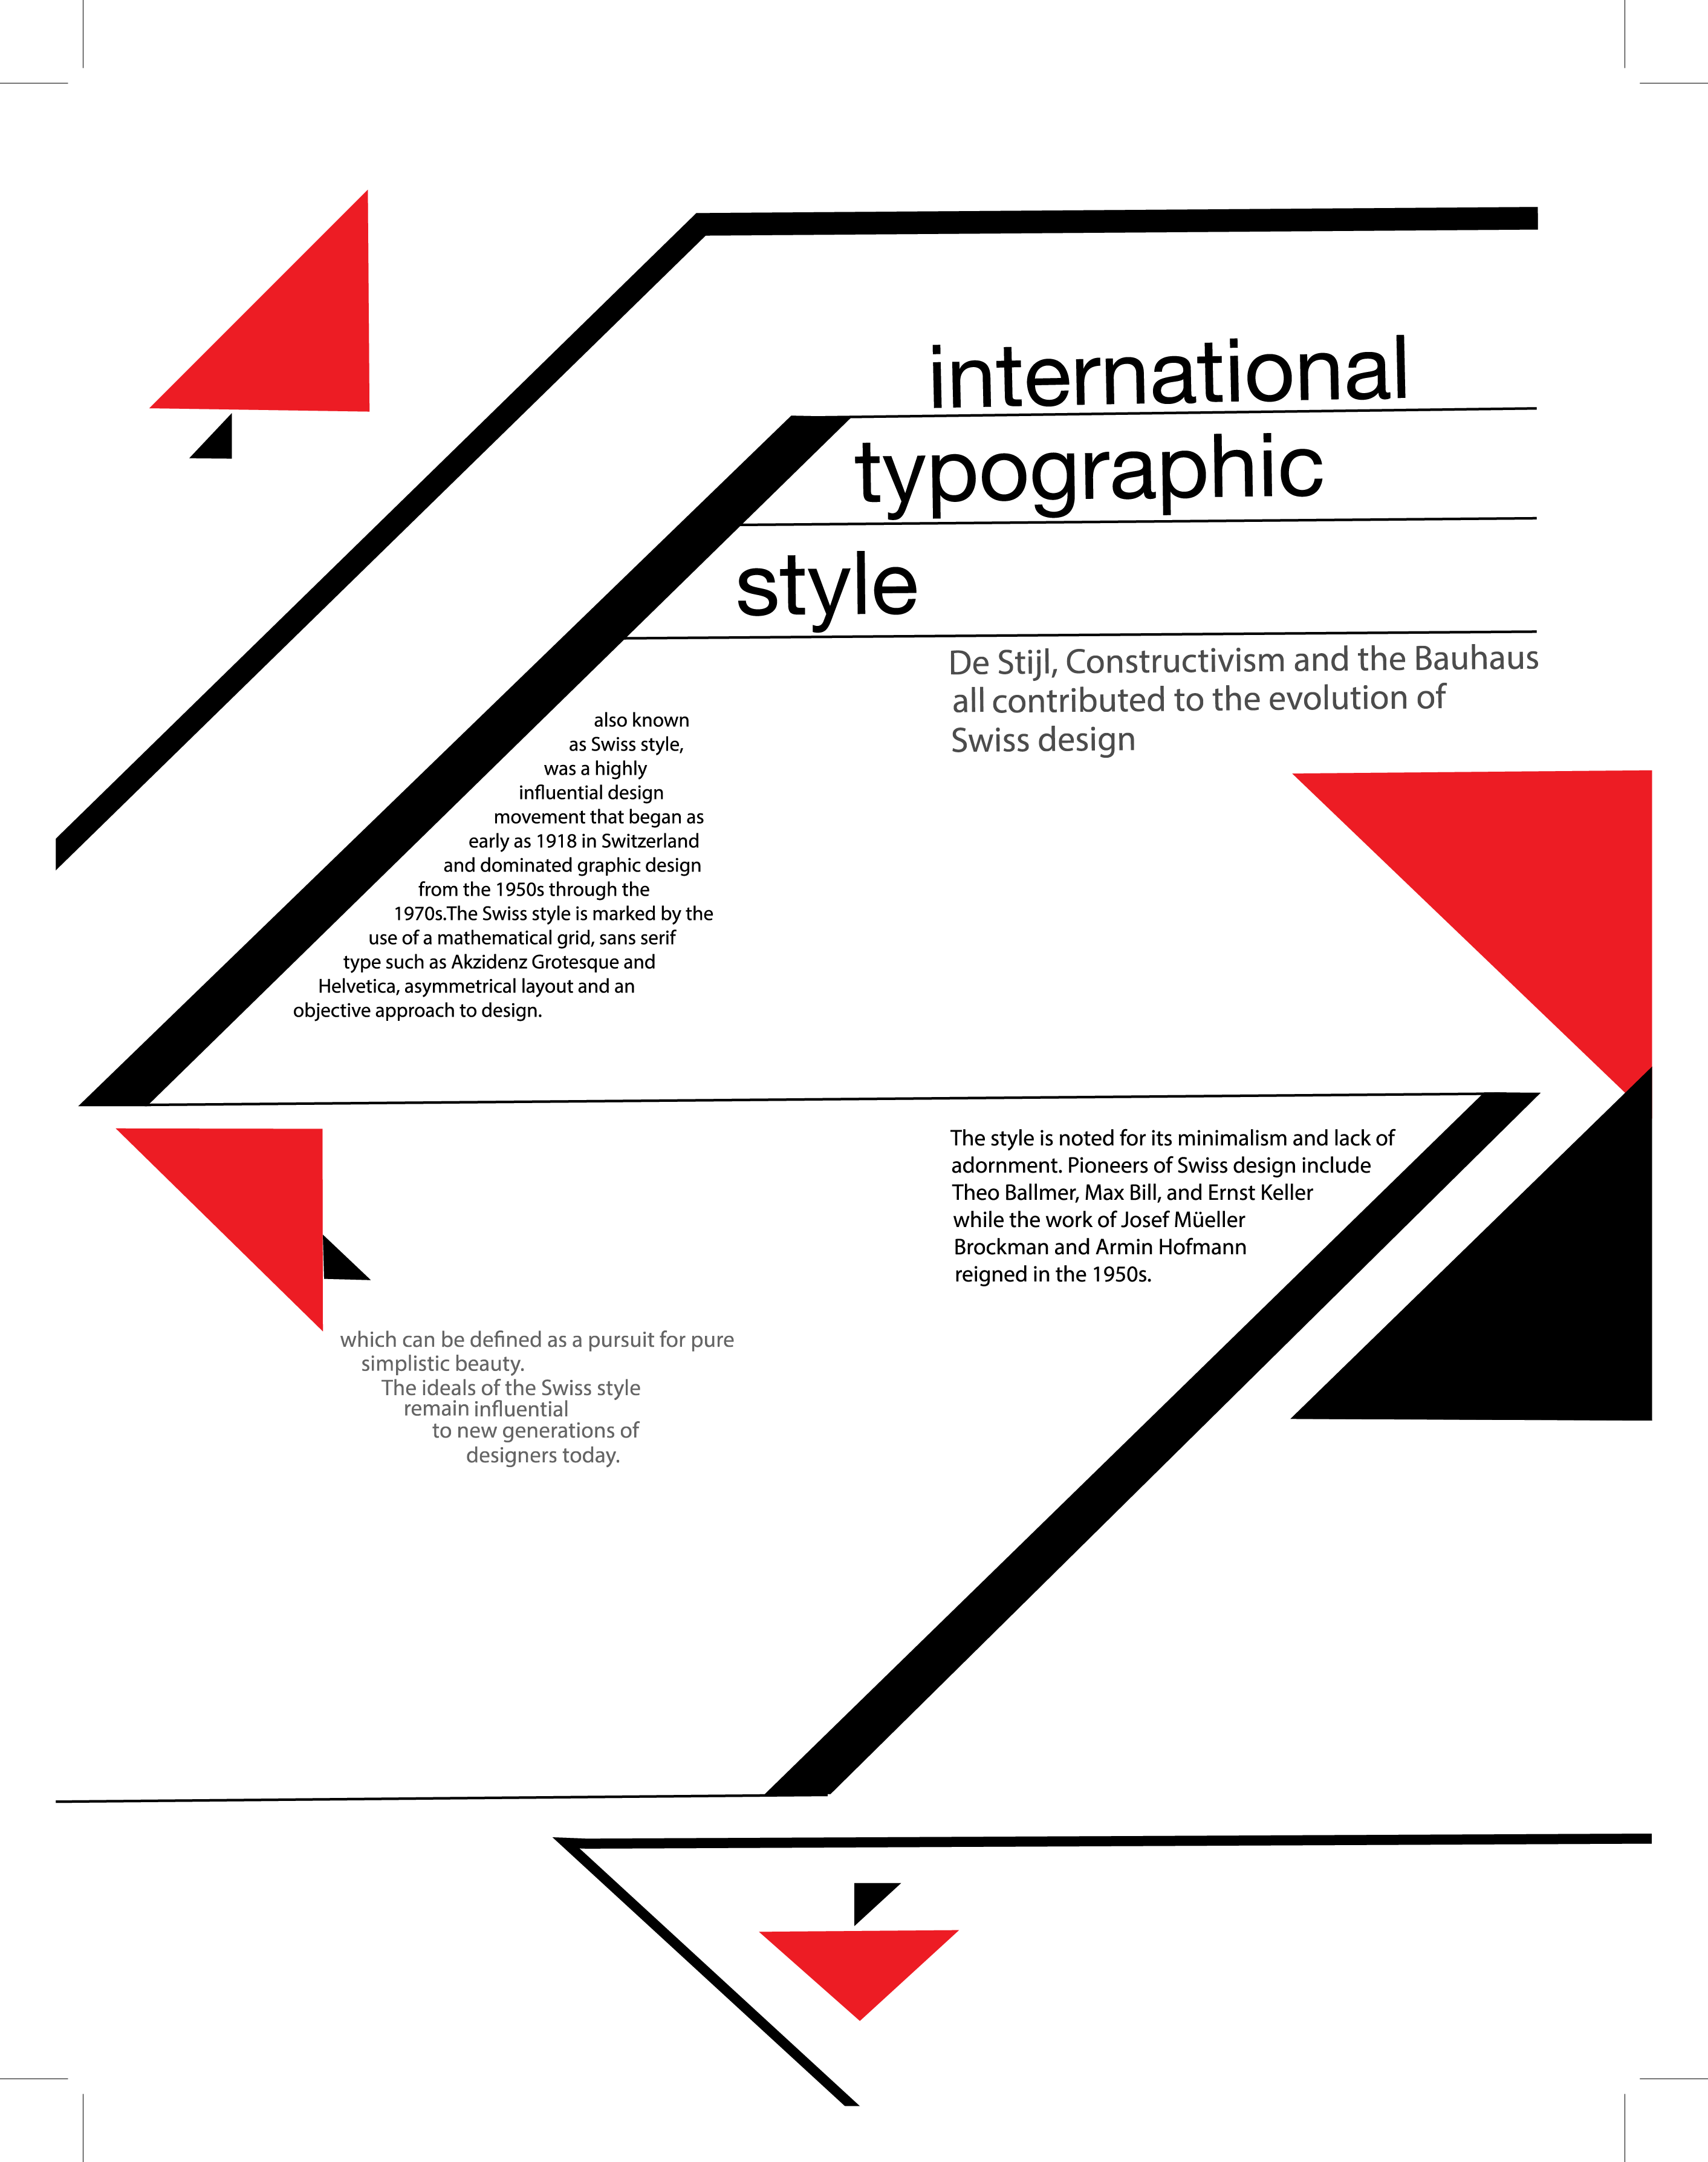 international
typographic
style
De Stijl, Constructivism and the Bauhaus
all contributed to the evolution of
Swiss design
also known
as Swiss style,
was a highly
influential design
movement that began as
early as 1918 in Switzerland
and dominated graphic design
from the 1950s through the
1970s.The Swiss style is marked by the
use of a mathematical grid, sans serif
type such as Akzidenz Grotesque and
Helvetica, asymmetrical layout and an
objective approach to design.
The style is noted for its minimalism and lack of
adornment. Pioneers of Swiss design include
Theo Ballmer, Max Bill, and Ernst Keller
while the work of Josef Müeller
Brockman and Armin Hofmann
reigned in the 1950s.
which can be defined as a pursuit for pure
simplistic beauty.
The ideals of the Swiss style
remain influential
to new generations of
designers today.